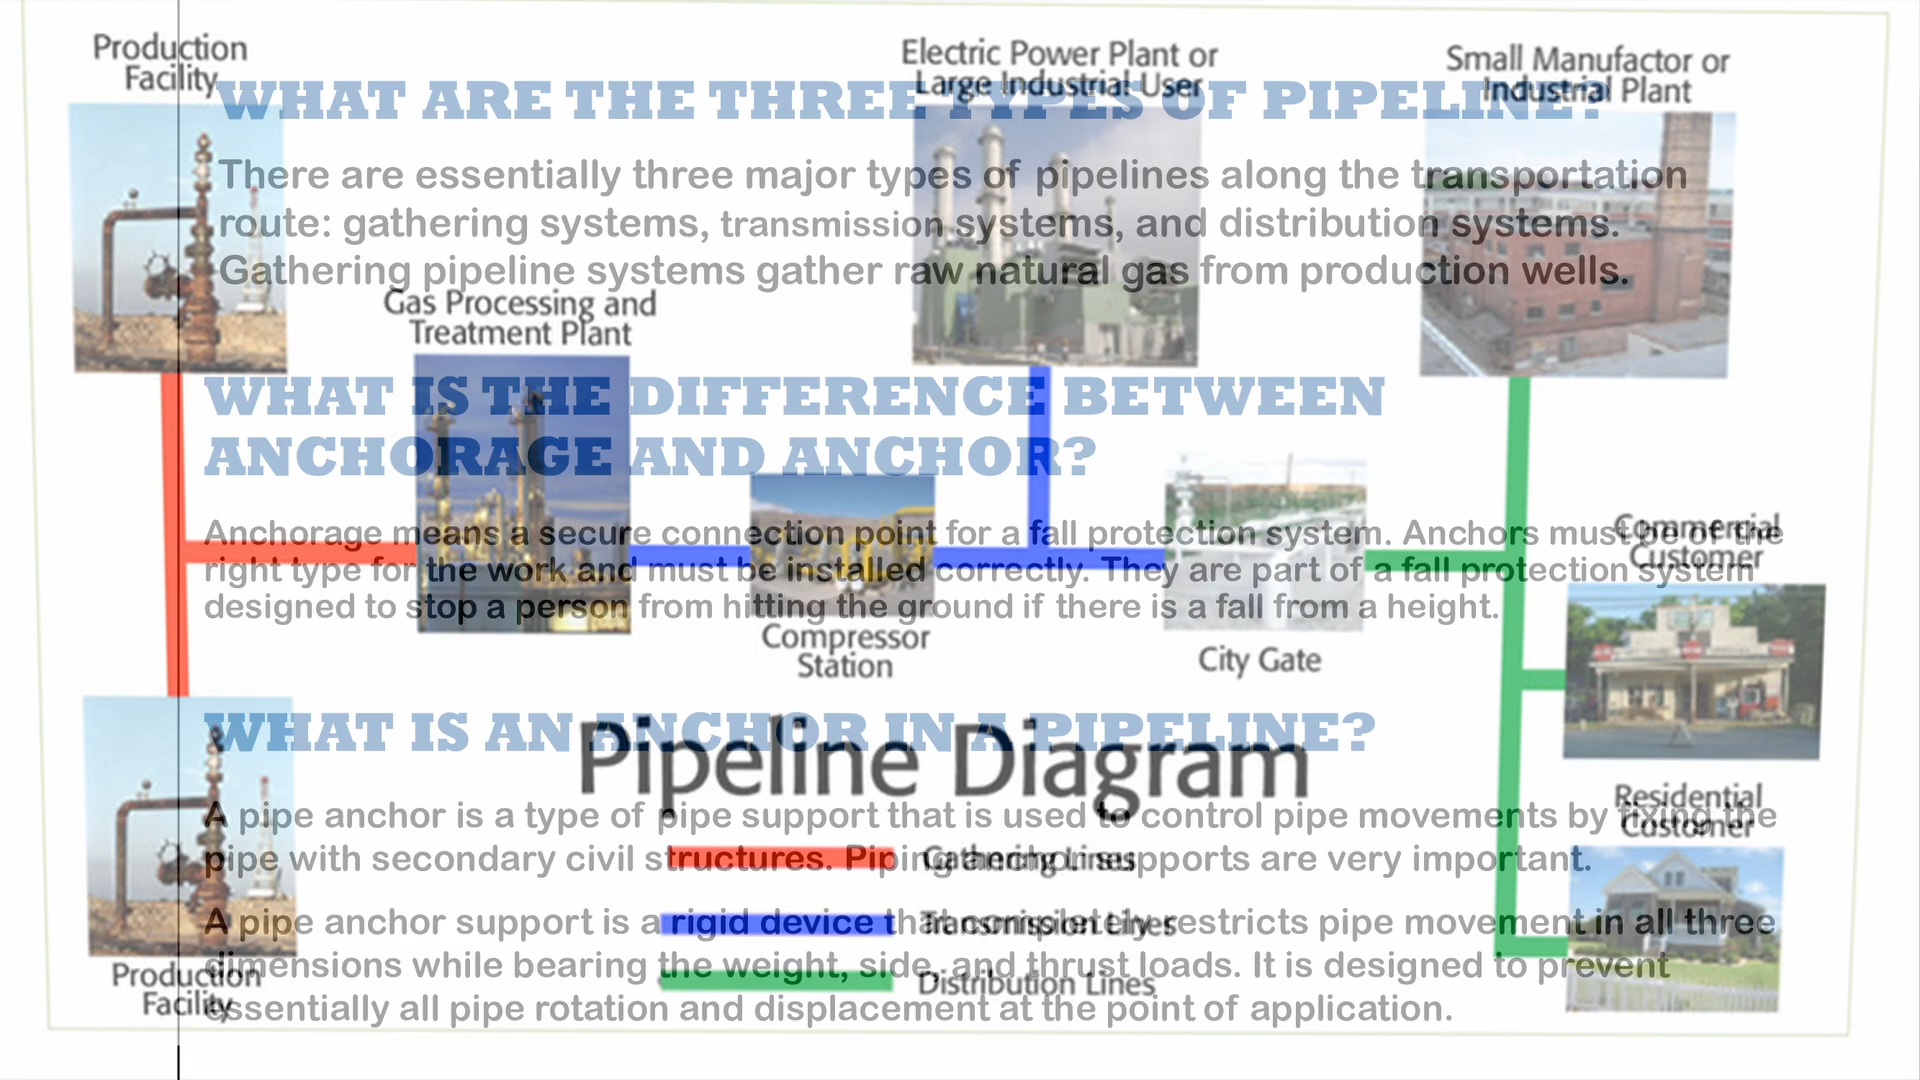 Production
Facility
Electric Power Plant or
Large Industrial User
Small Manufactor or
Industrial Plant
WHAT ARE THE THREE TYPES OF PIPELINE?
There are essentially three major types of pipelines along the transportation
route: gathering systems, transmission systems, and distribution systems.
Gathering pipeline systems gather raw natural gas from production wells.
Gas Processing and
Treatment Plant
WHAT IS THE DIFFERENCE BETWEEN
ANCHORAGE AND ANCHOR?
Anchorage means a secure connection point for a fall protection system. Anchors must be of the
right type for the work and must be installed correctly. They are part of a fall protection system
designed to stop a person from hitting the ground if there is a fall from a height.
Commercial
Customer
Compressor
Station
City Gate
WHAT IS AN ANCHOR IN A PIPELINE?
Pipeline Diagram
Residential
Customer
A pipe anchor is a type of pipe support that is used to control pipe movements by fixing the
pipe with secondary civil structures. Piping anchor supports are very important.
Gathering Lines
A pipe anchor support is a rigid device that completely restricts pipe movement in all three
dimensions while bearing the weight, side, and thrust loads. It is designed to prevent
essentially all pipe rotation and displacement at the point of application.
Transmission Lines
Distribution Lines
Production
Facility